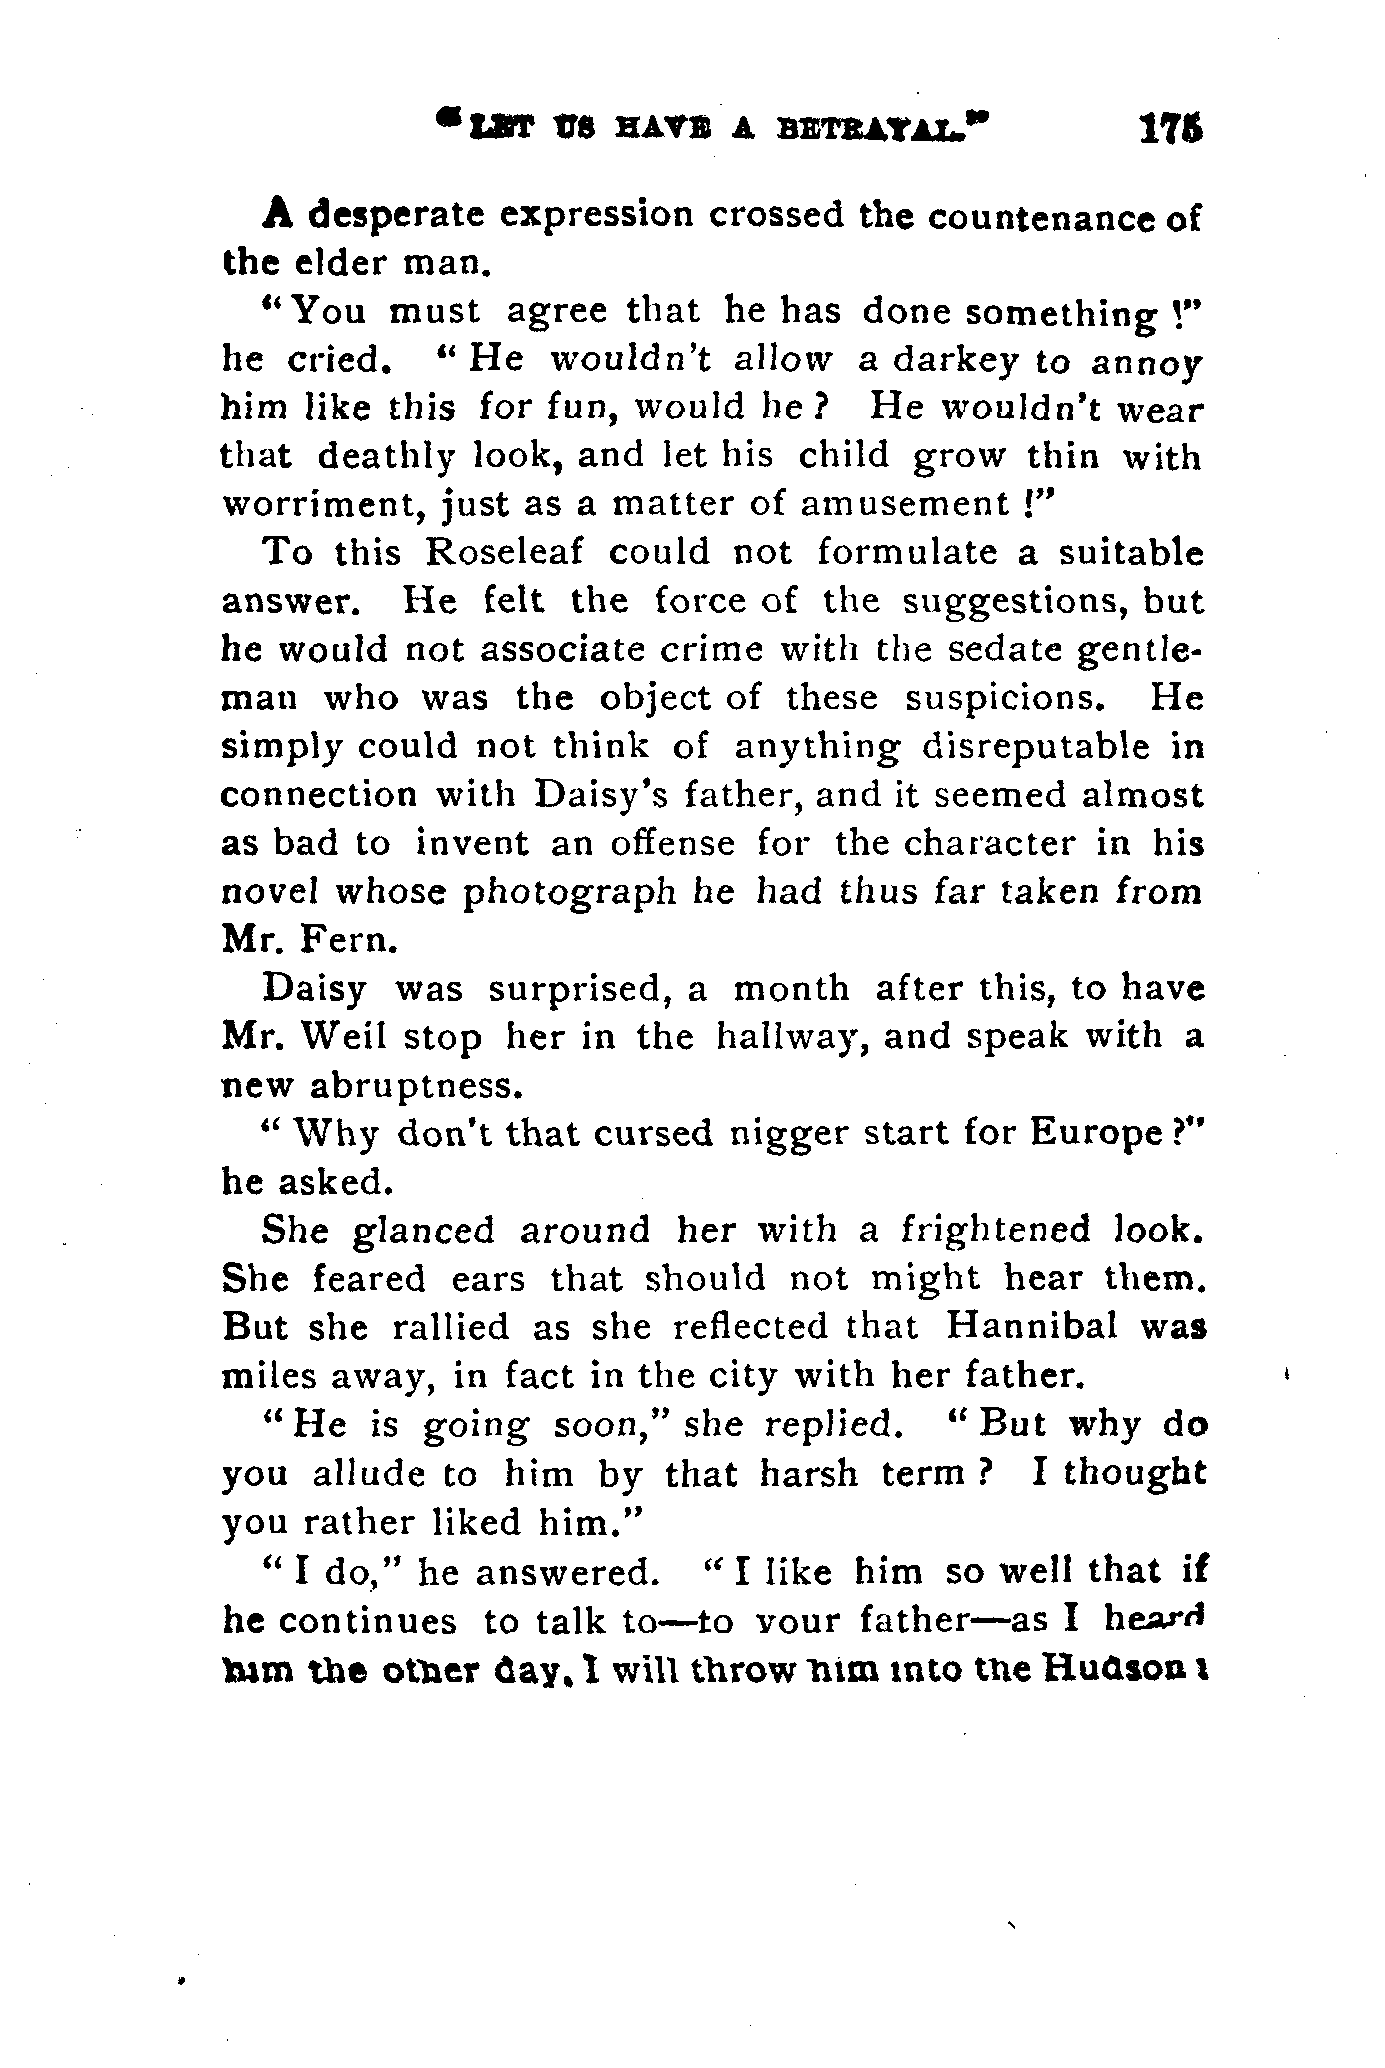 "LET US HAVE A BETRAYAL." 175
A desperate expression crossed the countenance of
the elder man.
"You must agree that he has done something!"
he cried. "He wouldn't allow a darkey to annoy
him like this for fun, would he? He wouldn't wear
that deathly look, and let his child grow thin with
worriment, just as a matter of amusement!"
To this Roseleaf could not formulate a suitable
answer. He felt the force of the suggestions, but
he would not associate crime with the sedate gentle-
man who was the object of these suspicions. He
simply could not think of anything disreputable in
connection with Daisy's father, and it seemed almost
as bad to invent an offense for the character in his
novel whose photograph he had thus far taken from
Mr. Fern.
Daisy was surprised, a month after this, to have
Mr. Weil stop her in the hallway, and speak with a
new abruptness.
"Why don't that cursed nigger start for Europe?"
he asked.
She glanced around her with a frightened look.
She feared ears that should not might hear them.
But she rallied as she reflected that Hannibal was
miles away, in fact in the city with her father.
"He is going soon," she replied. "But why do
you allude to him by that harsh term? I thought
you rather liked him."
"I do," he answered. "I like him so well that if
he continues to talk to—to your father—as I heard
him the other day, I will throw him into the Hudson!